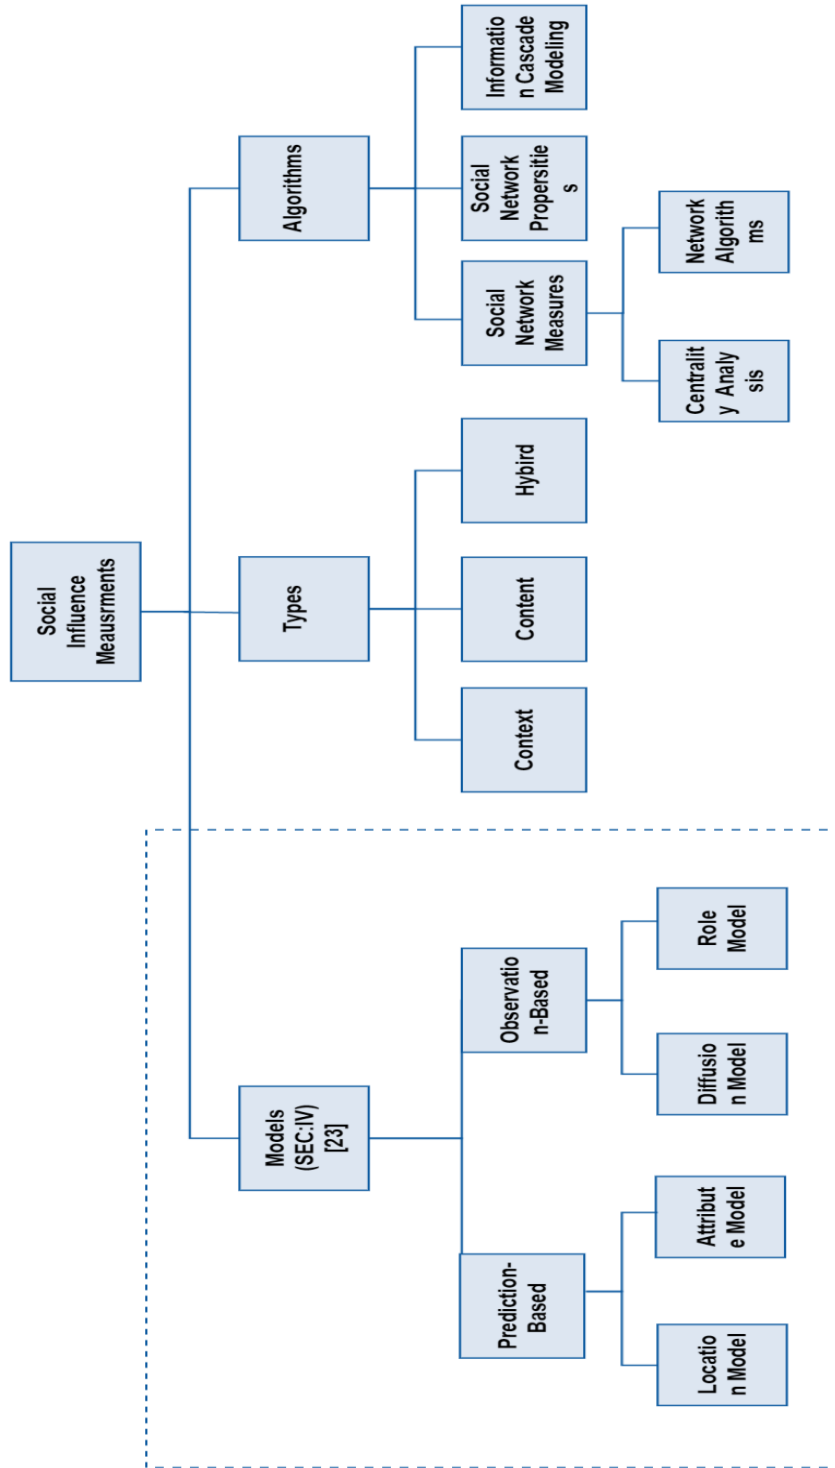 Social
Influence
Meausrments
Models
(SEC:IV)
[23]
Types
Algorithms
Prediction-
Based
Observatio
n-Based
Context
Content
Hybird
Social
Network
Measures
Social
Network
Propersitie
s
Informatio
n Cascade
Modeling
Locatio
n Model
Attribut
e Model
Diffusio
n Model
Role
Model
Centralit
y Analy
sis
Network
Algorith
ms